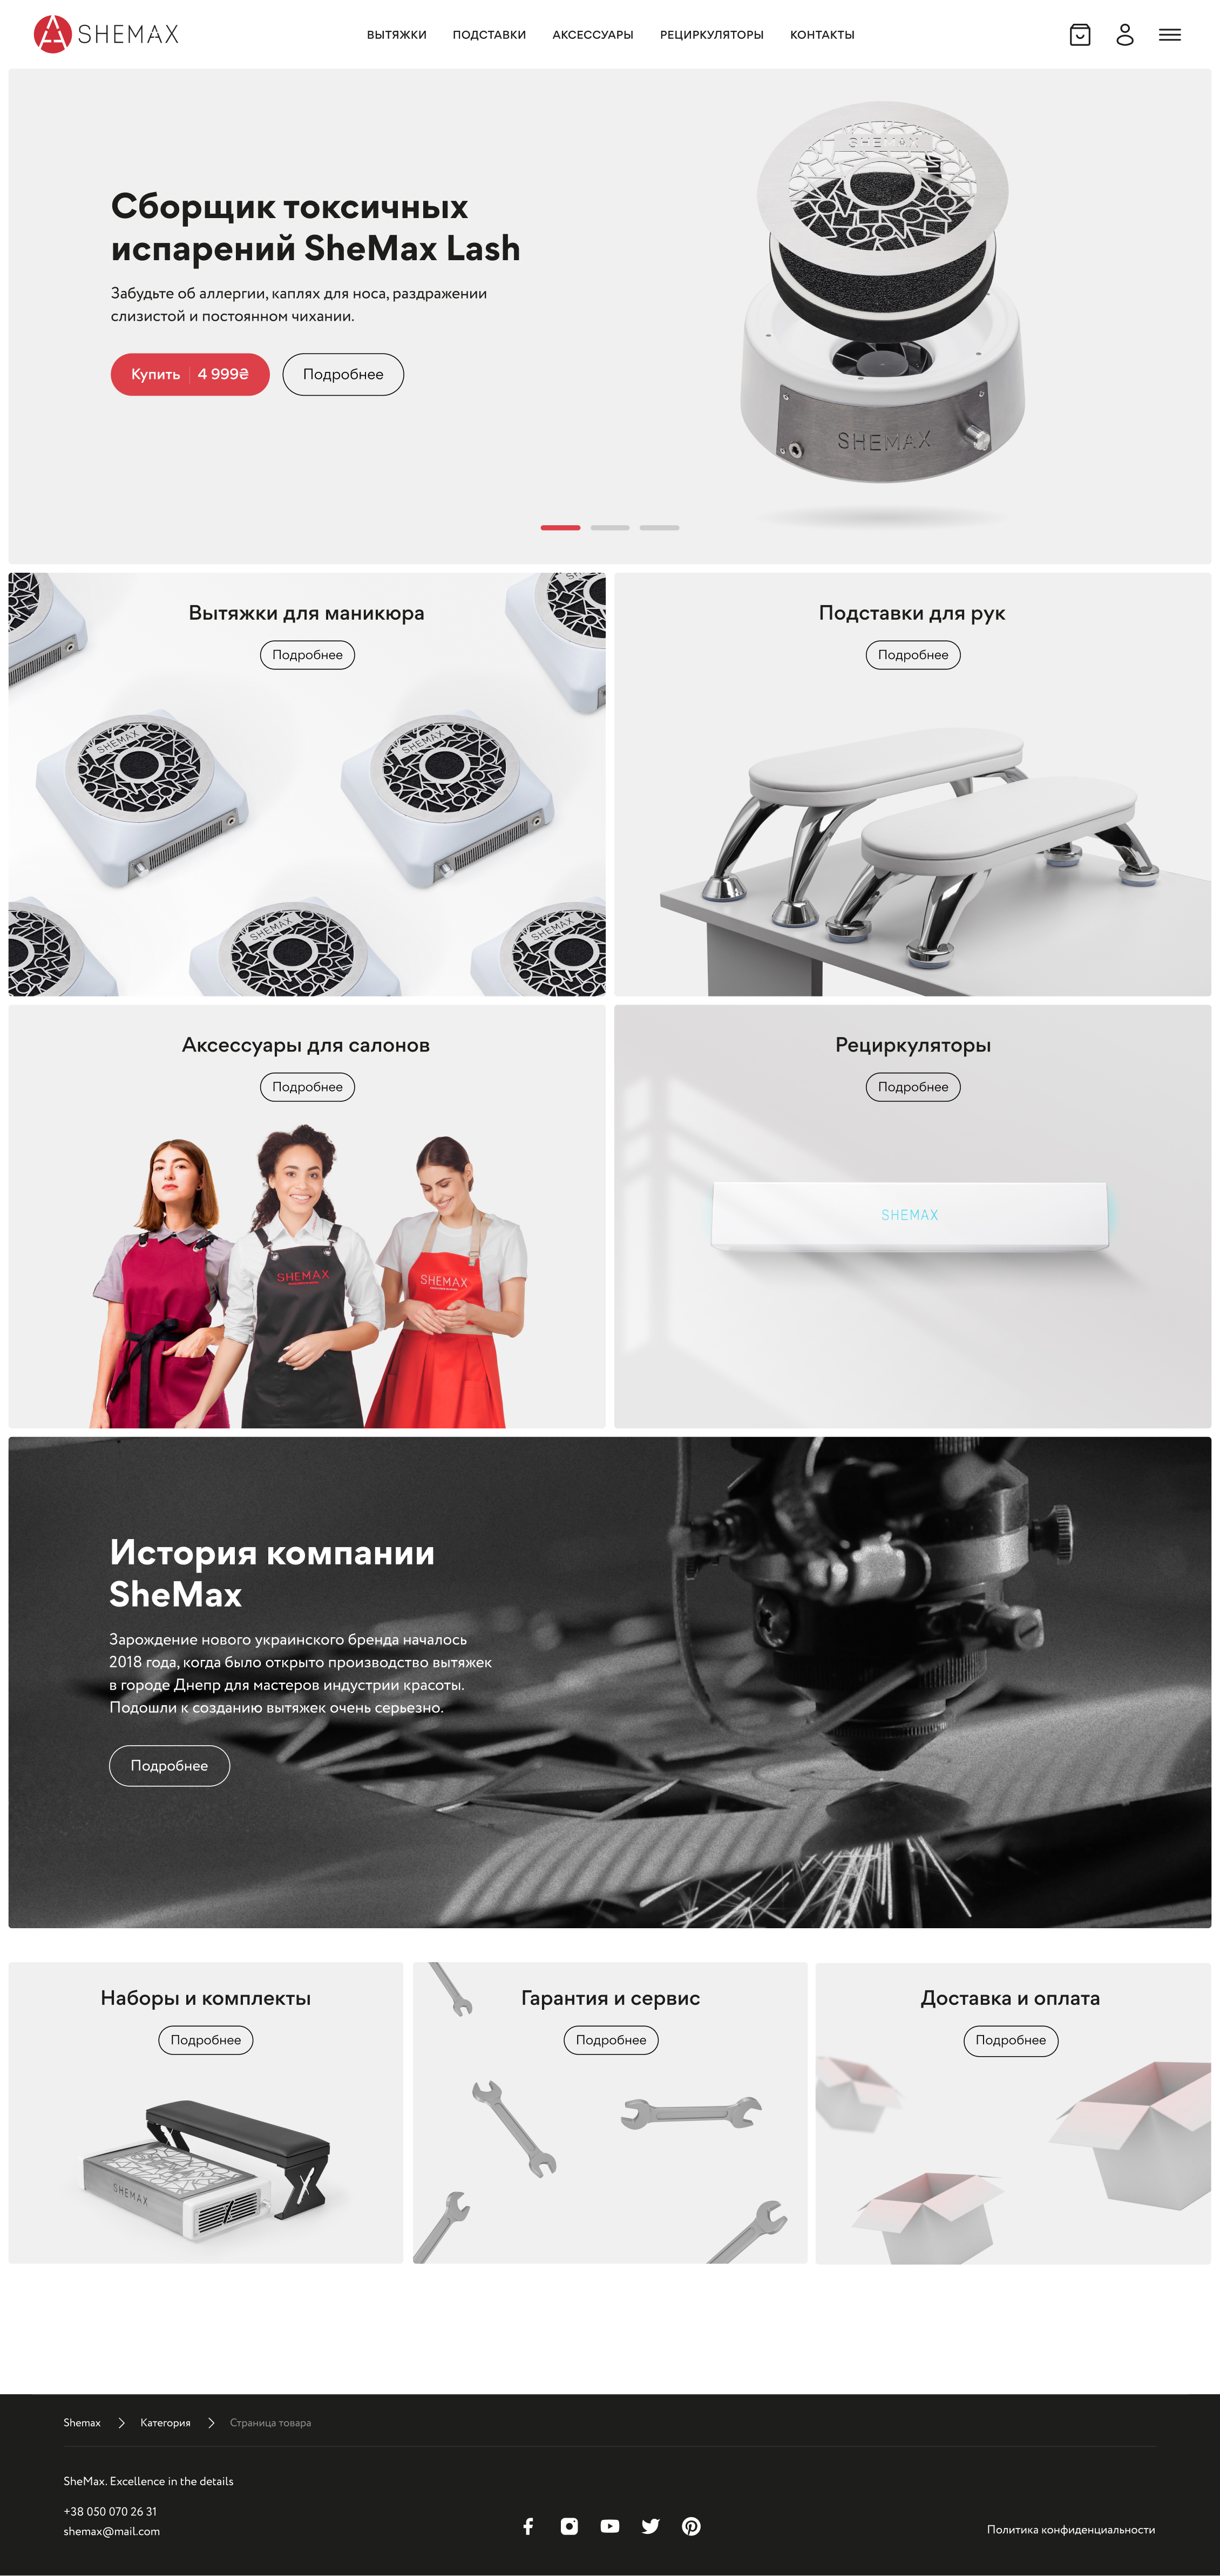 SHEMAX
ВЫТЯЖКИ
ПОДСТАВКИ
АКСЕССУАРЫ
РЕЦИРКУЛЯТОРЫ
КОНТАКТЫ
SHEMAX
Сборщик токсичных
испарений SheMax Lash
Забудьте об аллергии, каплях для носа, раздражении
слизистой и постоянном чихании.
Купить 4 999₴
Подробнее
SHEMAX
Вытяжки для маникюра
Подробнее
SHEMAX
SHEMAX
SHEMAX
SHEMAX
Подставки для рук
Подробнее
Аксессуары для салонов
Подробнее
SHEMAX
SHEMAX
Рециркуляторы
Подробнее
SHEMAX
История компании
SheMax
Зарождение нового украинского бренда началось
2018 года, когда было открыто производство вытяжек
в городе Днепр для мастеров индустрии красоты.
Подошли к созданию вытяжек очень серьезно.
Подробнее
Наборы и комплекты
Подробнее
SHEMAX
Гарантия и сервис
Подробнее
Доставка и оплата
Подробнее
Shemax
Категория
Страница товара
SheMax. Excellence in the details
+38 050 070 26 31
shemax@mail.com
Политика конфиденциальности